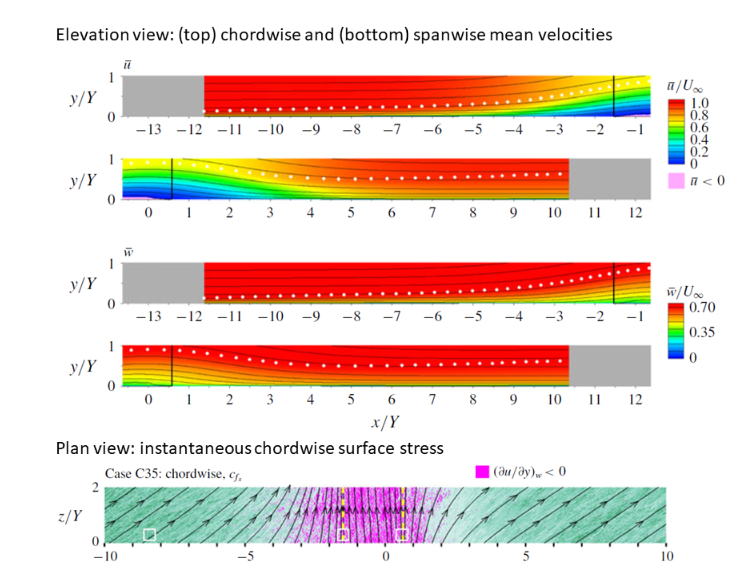 Elevation view: (top) chordwise and (bottom) spanwise mean velocities
ū
y/Y
1
0
−13 −12 −11 −10 −9 −8 −7 −6 −5 −4 −3 −2 −1
ū/U∞
1.0
0.8
0.6
0.4
0.2
0
ū < 0
y/Y
1
0
0 1 2 3 4 5 6 7 8 9 10 11 12
w̄
y/Y
1
0
−13 −12 −11 −10 −9 −8 −7 −6 −5 −4 −3 −2 −1
w̄/U∞
0.70
0.35
0
y/Y
1
0
0 1 2 3 4 5 6 7 8 9 10 11 12
x/Y
Plan view: instantaneous chordwise surface stress
Case C35: chordwise, cfx
(∂u/∂y)w < 0
z/Y
2
0
−10 −5 0 5 10